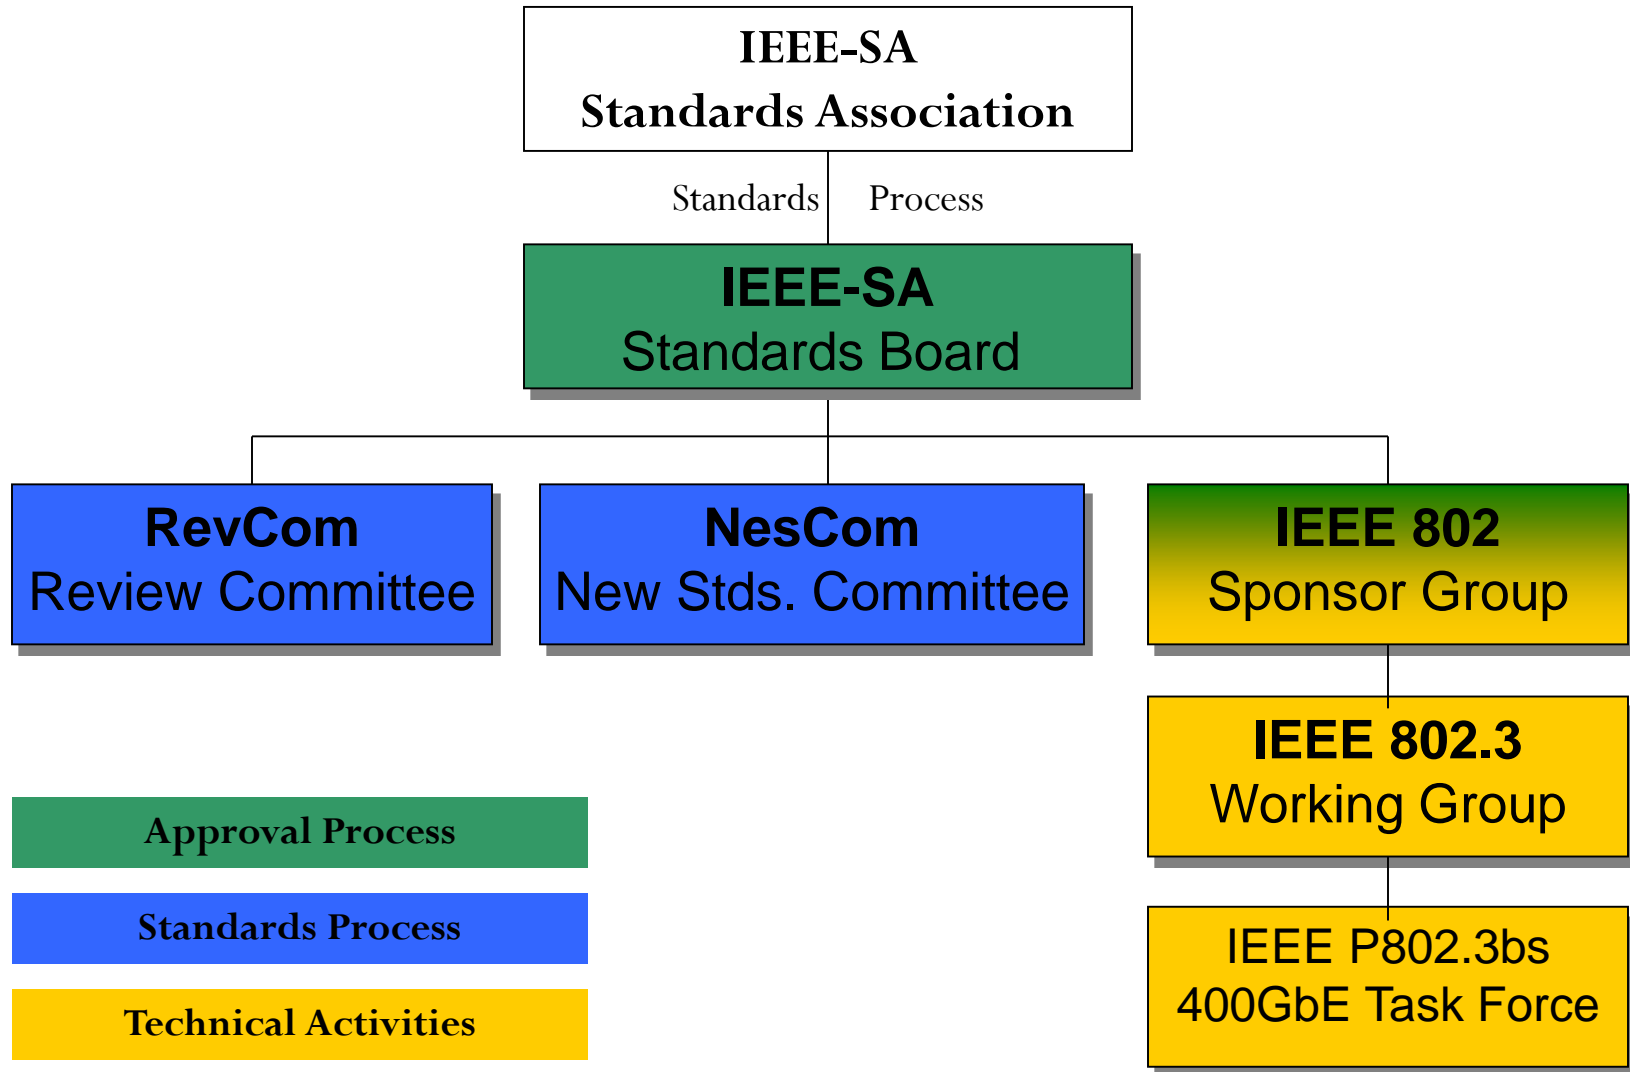 IEEE-SA
Standards Association
Standards Process
IEEE-SA
Standards Board
RevCom
Review Committee
NesCom
New Stds. Committee
IEEE 802
Sponsor Group
IEEE 802.3
Working Group
IEEE P802.3bs
400GbE Task Force
Approval Process
Standards Process
Technical Activities